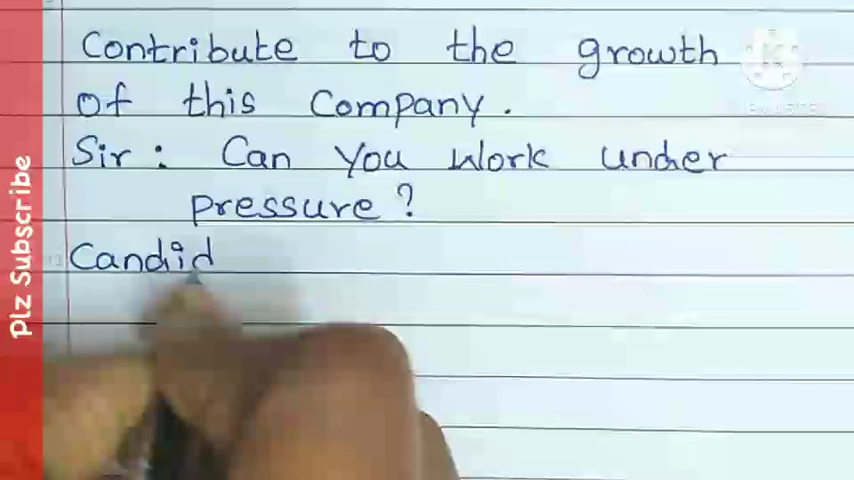 Contribute to the growth
of this Company.
Sir: Can you work under
pressure?
Candid
Plz Subscribe